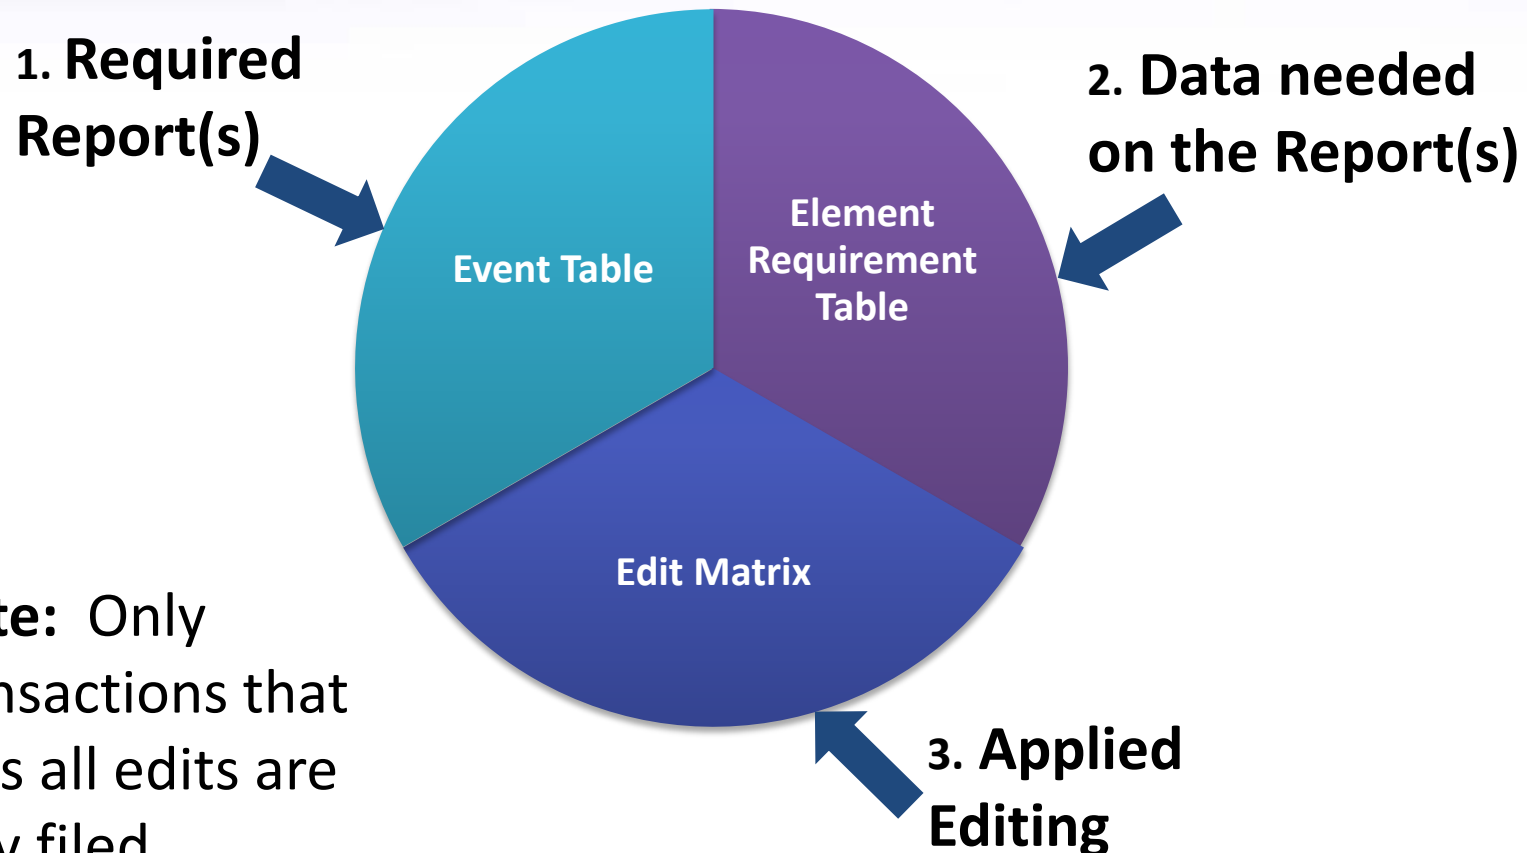 1. Required
Report(s)
2. Data needed
on the Report(s)
Event Table
Element
Requirement
Table
Edit Matrix
te: Only
nsactions that
s all edits are
y filed
3. Applied
Editing